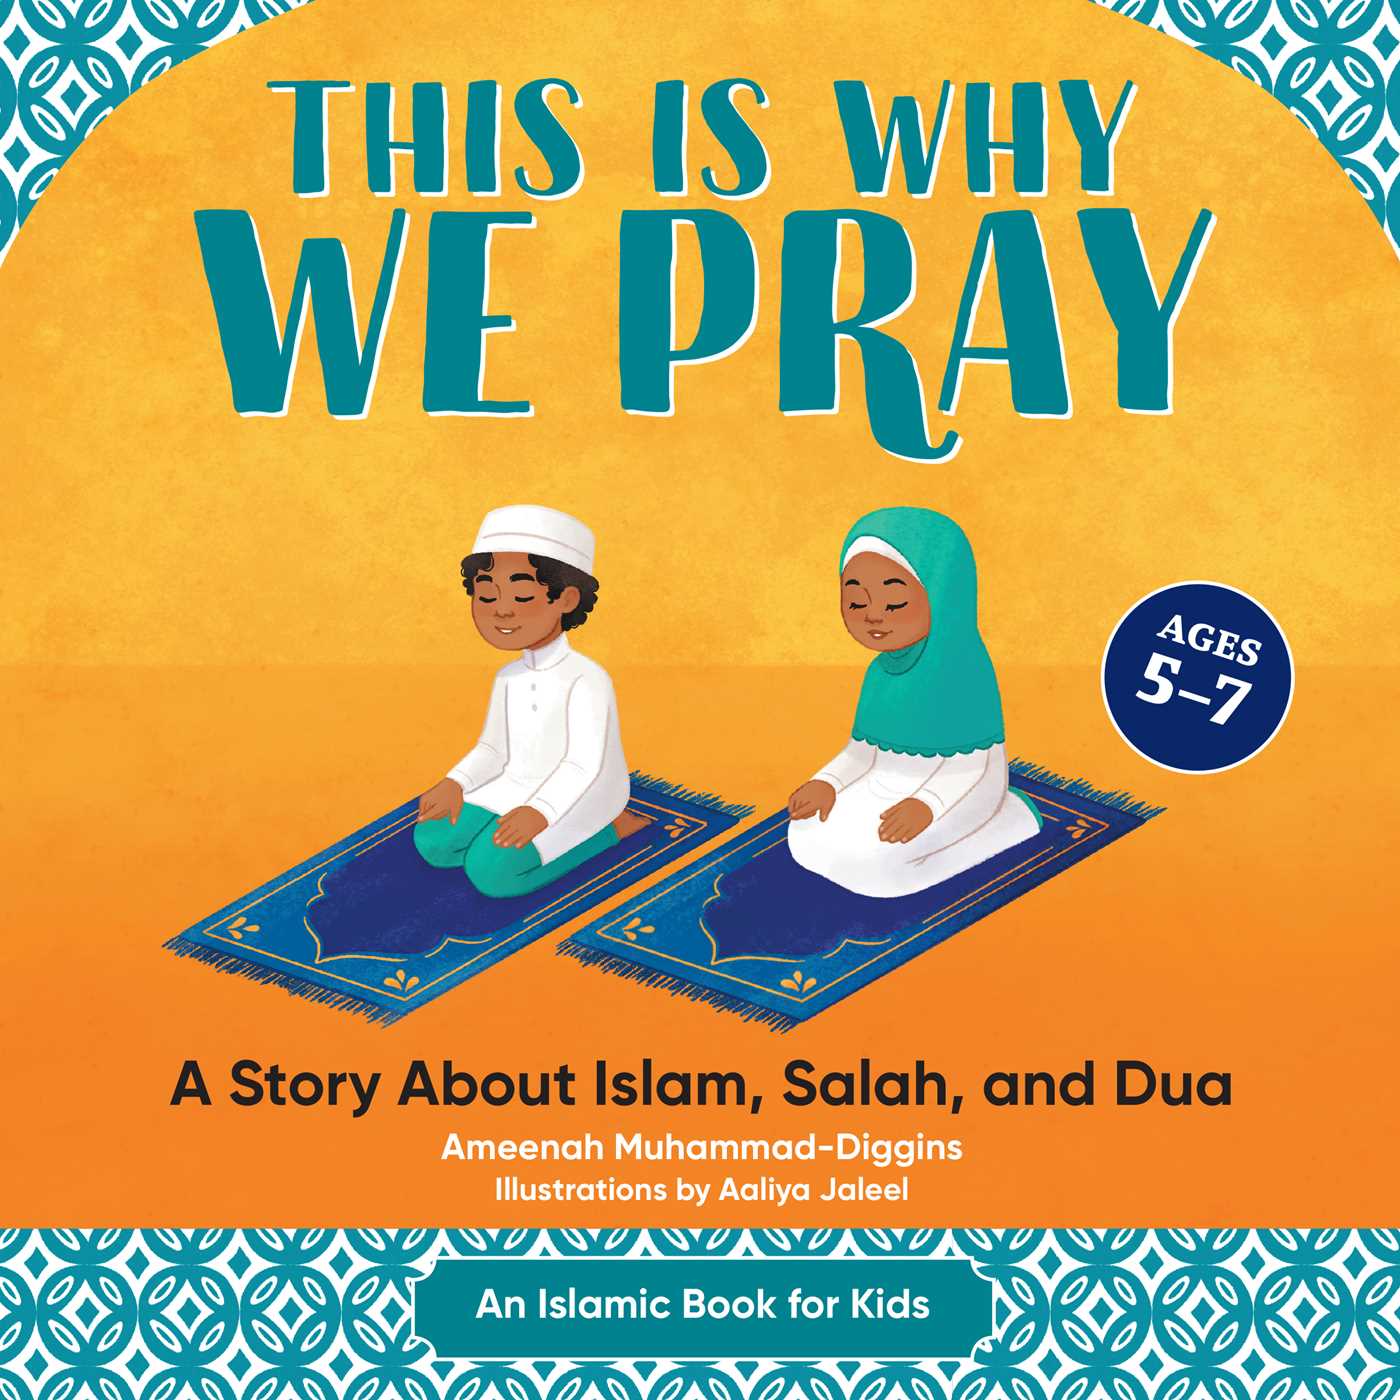 THIS IS WHY
WE PRAY
AGES
5–7
A Story About Islam, Salah, and Dua
Ameenah Muhammad-Diggins
Illustrations by Aaliya Jaleel
An Islamic Book for Kids